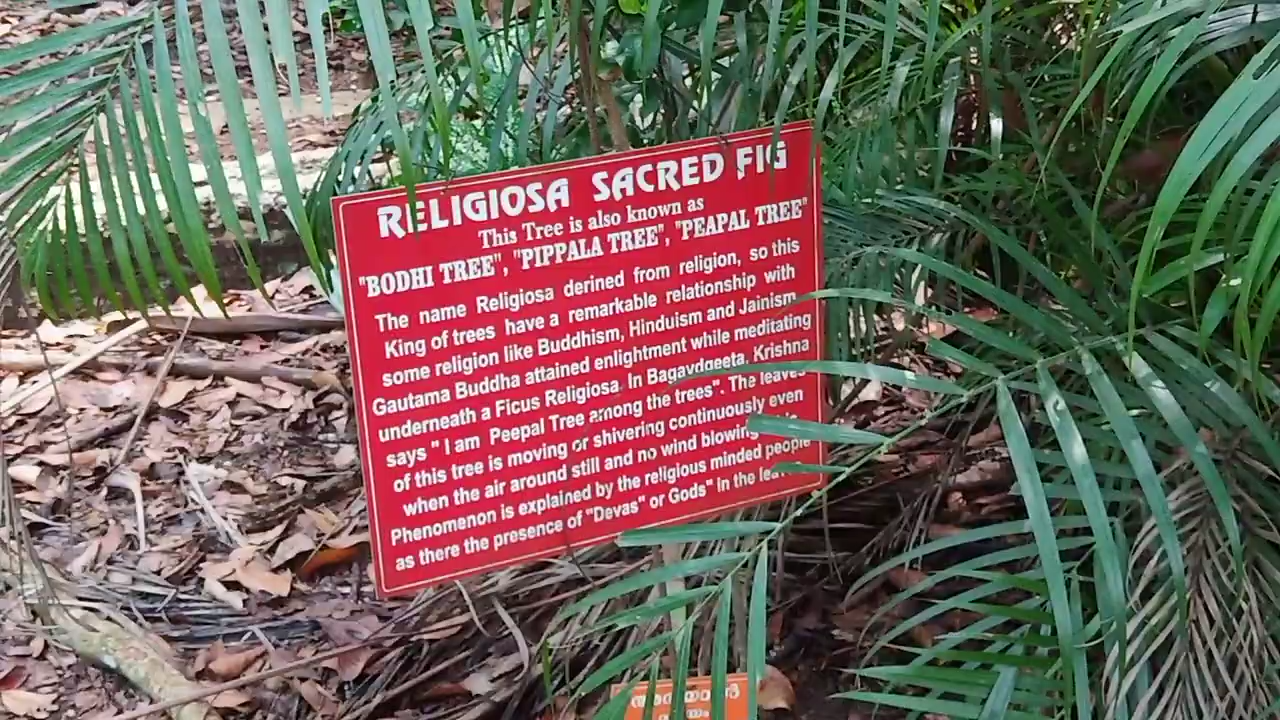 RELIGIOSA SACRED FIG
This Tree is also known as
"BODHI TREE", "PIPPALA TREE", "PEAPAL TREE"
The name Religiosa derined from religion, so this
King of trees have a remarkable relationship with
some religion like Buddhism, Hinduism and Jainism
Gautama Buddha attained enlightment while meditating
underneath a Ficus Religiosa. In Bagavdgeeta, Krishna
says " I am Peepal Tree among the trees". The leaves
of this tree is moving or shivering continuously even
when the air around still and no wind blowing
Phenomenon is explained by the religious minded people
as there the presence of "Devas" or Gods" in the